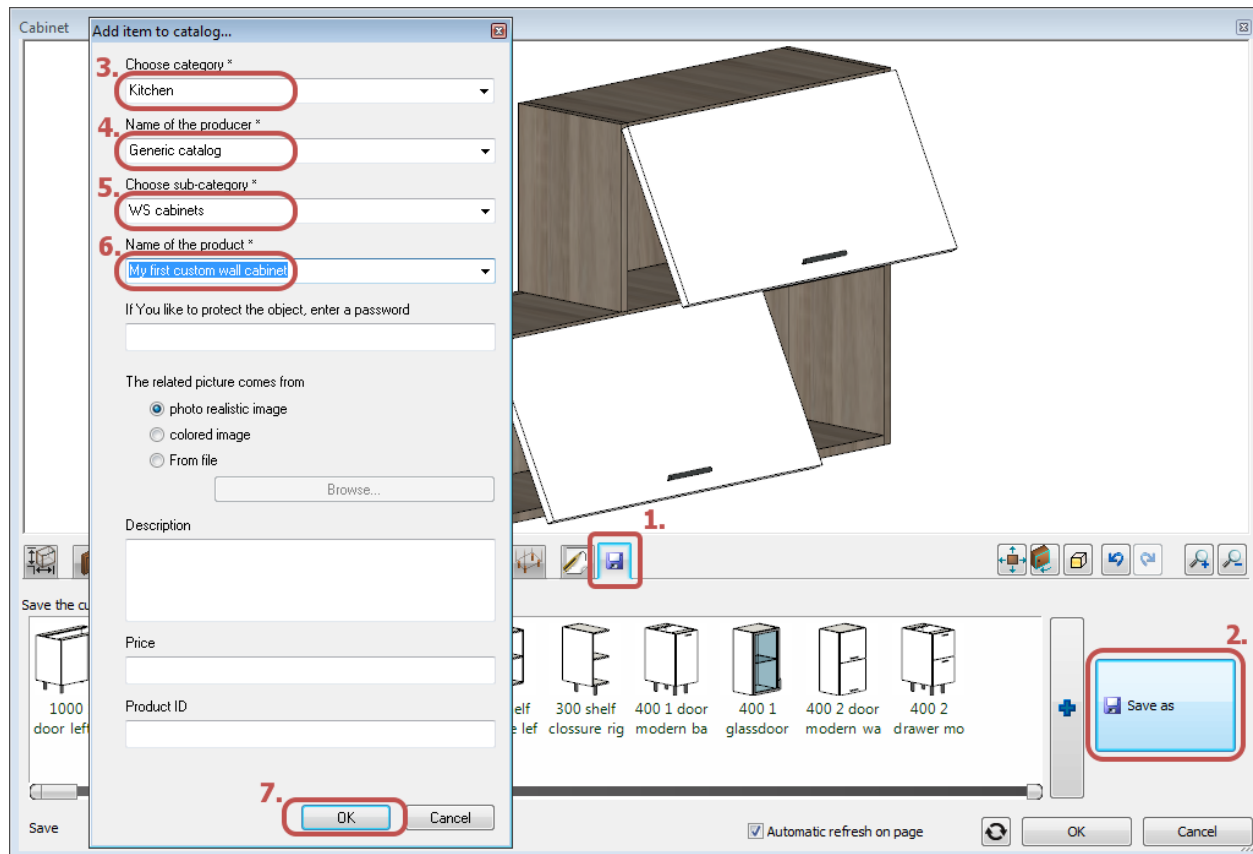 Cabinet
Add item to catalog...
3. Choose category *
Kitchen
4. Name of the producer *
Generic catalog
5. Choose sub-category *
WS cabinets
6. Name of the product *
My first custom wall cabinet
If You like to protect the object, enter a password
The related picture comes from
photo realistic image
colored image
From file
Browse...
Description
Price
Product ID
7.
OK
Cancel
1.
Save the cu
1000
door left
elf
e lef
300 shelf
clossure rig
400 1 door
modern ba
400 1
glassdoor
400 2 door
modern wa
400 2
drawer mo
2.
Save as
Save
Automatic refresh on page
OK
Cancel